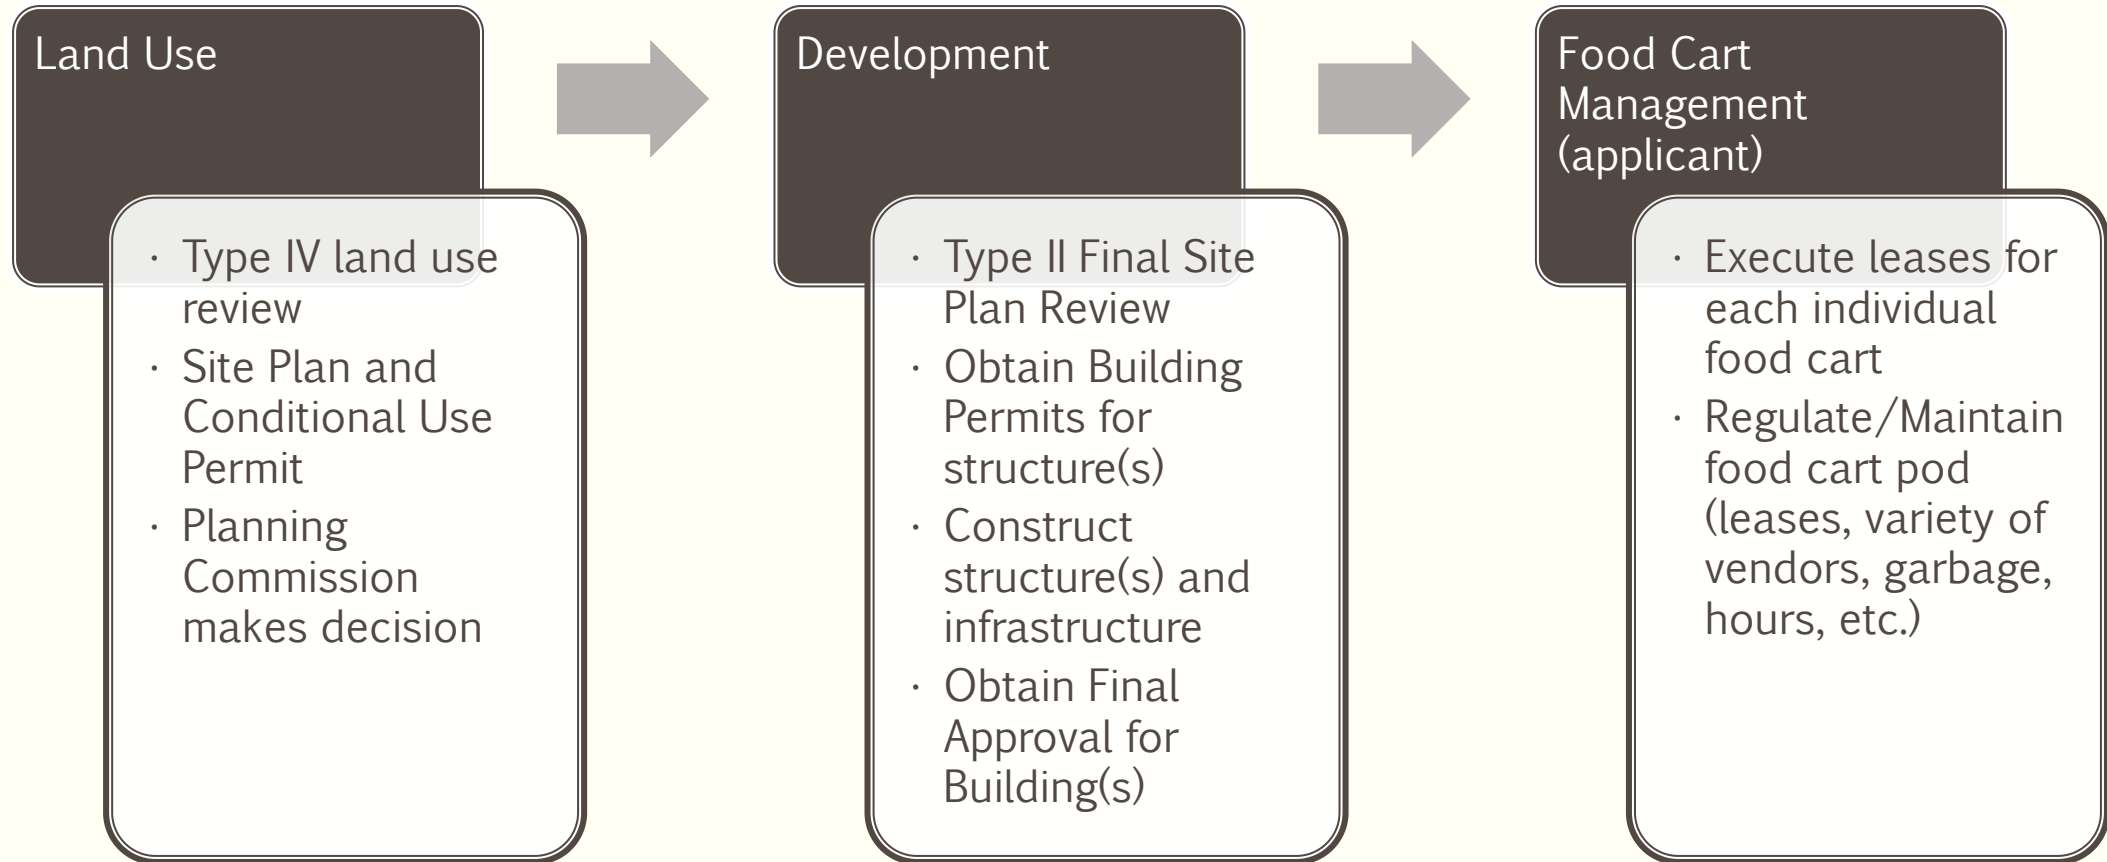 Land Use
· Type IV land use
review
· Site Plan and
Conditional Use
Permit
· Planning
Commission
makes decision
Development
· Type II Final Site
Plan Review
· Obtain Building
Permits for
structure(s)
· Construct
structure(s) and
infrastructure
· Obtain Final
Approval for
Building(s)
Food Cart
Management
(applicant)
· Execute leases for
each individual
food cart
· Regulate/Maintain
food cart pod
(leases, variety of
vendors, garbage,
hours, etc.)